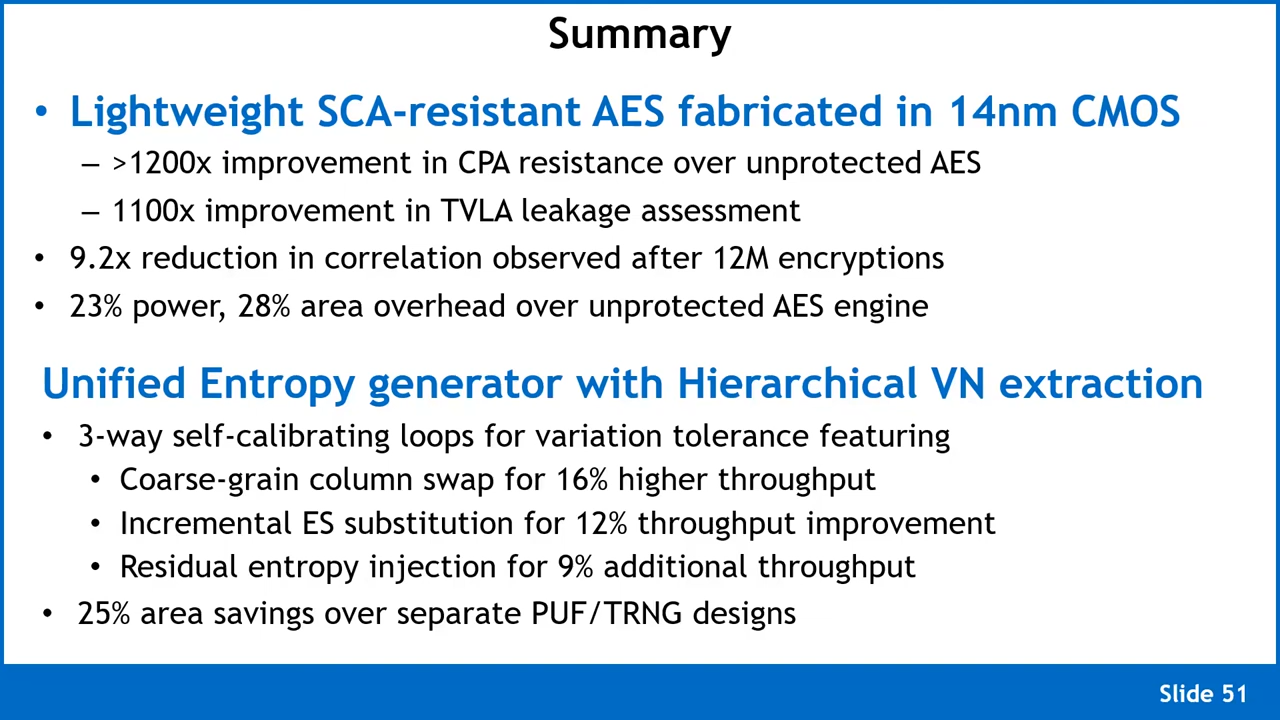 Summary
• Lightweight SCA-resistant AES fabricated in 14nm CMOS
– >1200x improvement in CPA resistance over unprotected AES
– 1100x improvement in TVLA leakage assessment
• 9.2x reduction in correlation observed after 12M encryptions
• 23% power, 28% area overhead over unprotected AES engine
Unified Entropy generator with Hierarchical VN extraction
• 3-way self-calibrating loops for variation tolerance featuring
• Coarse-grain column swap for 16% higher throughput
• Incremental ES substitution for 12% throughput improvement
• Residual entropy injection for 9% additional throughput
• 25% area savings over separate PUF/TRNG designs
Slide 51